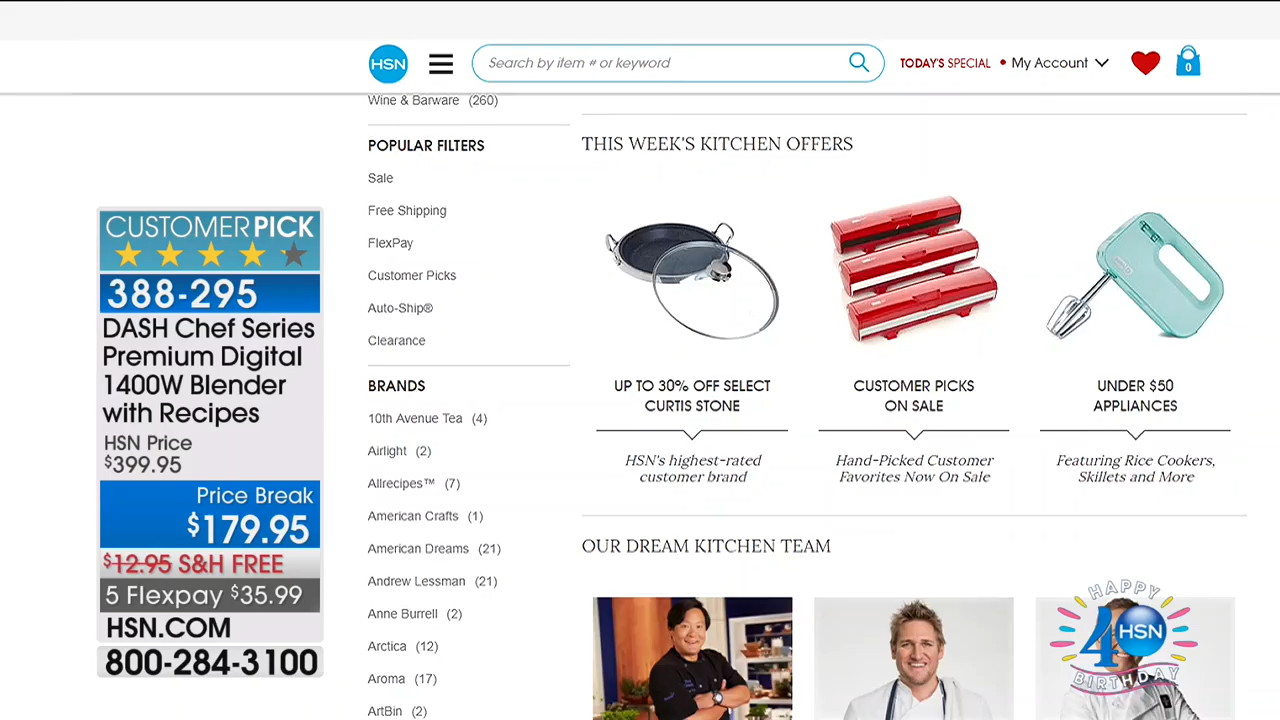 HSN
Search by item # or keyword
TODAY'S SPECIAL • My Account
0
Wine & Barware (260)
POPULAR FILTERS
Sale
Free Shipping
FlexPay
Customer Picks
Auto-Ship®
Clearance
BRANDS
10th Avenue Tea (4)
Airlight (2)
Allrecipes™ (7)
American Crafts (1)
American Dreams (21)
Andrew Lessman (21)
Anne Burrell (2)
Arctica (12)
Aroma (17)
ArtBin (2)
THIS WEEK'S KITCHEN OFFERS
UP TO 30% OFF SELECT
CURTIS STONE
HSN's highest-rated
customer brand
CUSTOMER PICKS
ON SALE
Hand-Picked Customer
Favorites Now On Sale
UNDER $50
APPLIANCES
Featuring Rice Cookers,
Skillets and More
OUR DREAM KITCHEN TEAM
CUSTOMER PICK
388-295
DASH Chef Series
Premium Digital
1400W Blender
with Recipes
HSN Price
$399.95
Price Break
$179.95
$12.95 S&H FREE
5 Flexpay $35.99
HSN.COM
800-284-3100
HAPPY
40 HSN
BIRTHDAY